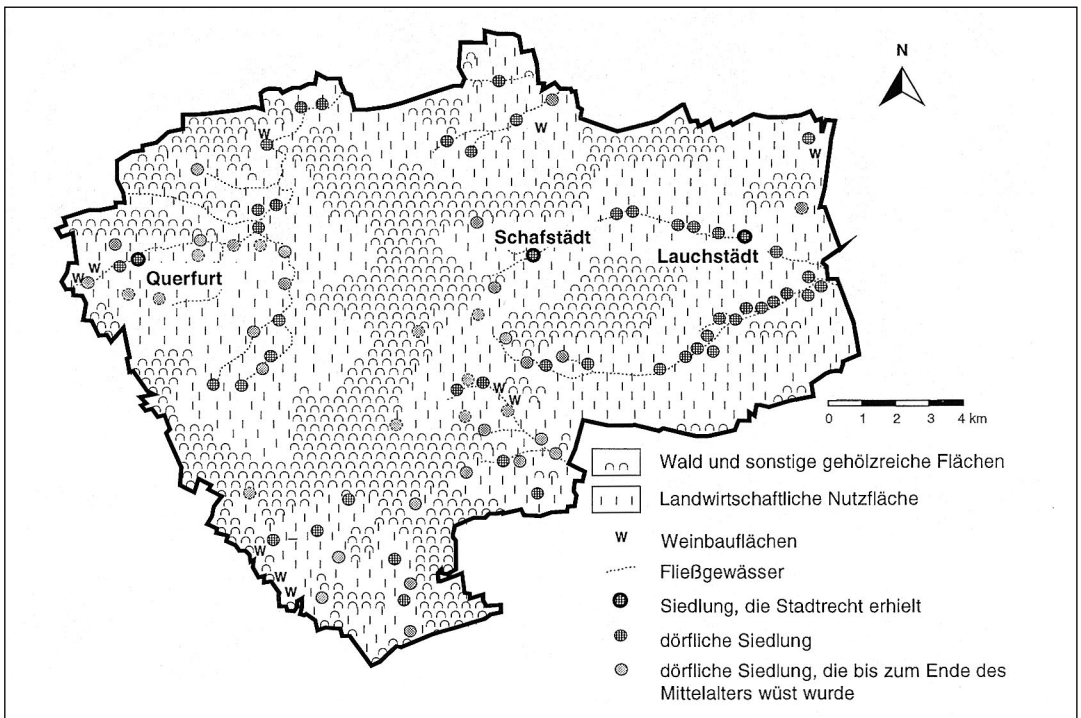 N
W
W
W
Schafstädt
Lauchstädt
W
W
Querfurt
W
W
0 1 2 3 4 km
Wald und sonstige gehölzreiche Flächen
Landwirtschaftliche Nutzfläche
W Weinbauflächen
Fließgewässer
Siedlung, die Stadtrecht erhielt
dörfliche Siedlung
dörfliche Siedlung, die bis zum Ende des
Mittelalters wüst wurde
W
W
W